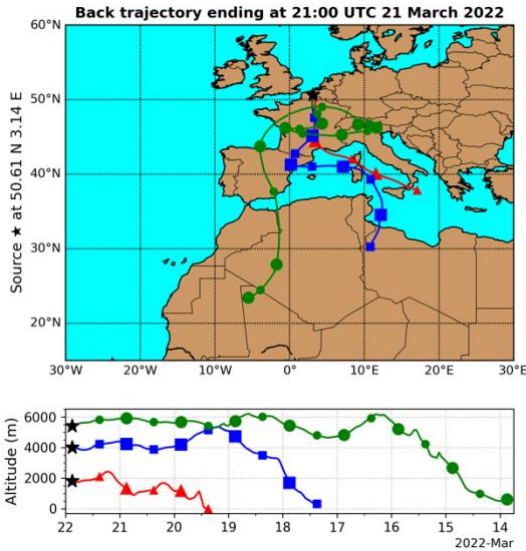 Back trajectory ending at 21:00 UTC 21 March 2022
60°N
50°N
40°N
30°N
20°N
Source ★ at 50.61 N 3.14 E
30°W 20°W 10°W 0° 10°E 20°E 30°E
6000
4000
2000
0
Altitude (m)
22 21 20 19 18 17 16 15 14
2022-Mar